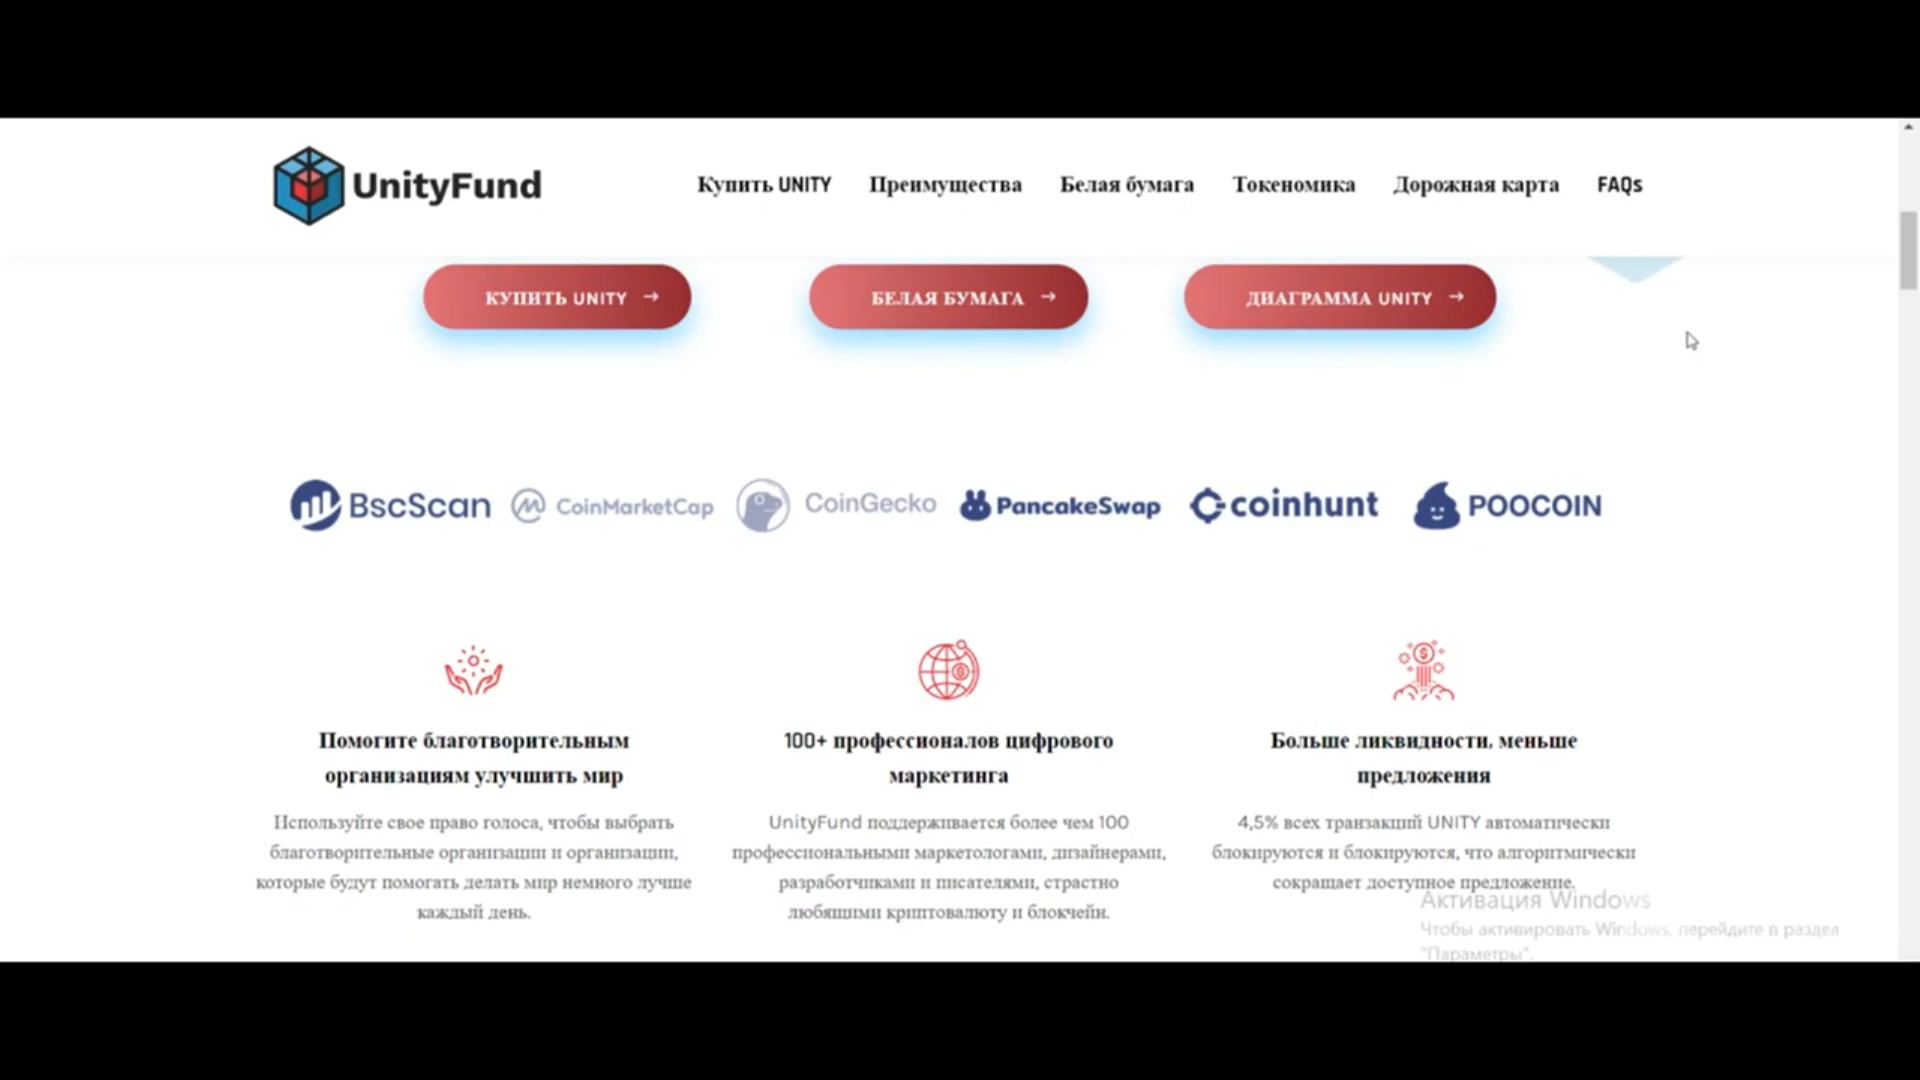 UnityFund
Купить UNITY Преимущества Белая бумага Токеномика Дорожная карта FAQs
КУПИТЬ UNITY → БЕЛАЯ БУМАГА → ДИАГРАММА UNITY →
BscScan CoinMarketCap CoinGecko PancakeSwap coinhunt POOCOIN
Помогите благотворительным
организациям улучшить мир
Используйте свое право голоса, чтобы выбрать
благотворительные организации и организации,
которые будут помогать делать мир немного лучше
каждый день.
100+ профессионалов цифрового
маркетинга
UnityFund поддерживается более чем 100
профессиональными маркетологами, дизайнерами,
разработчиками и писателями, страстно
любящими криптовалюту и блокчейн.
Больше ликвидности, меньше
предложения
4,5% всех транзакций UNITY автоматически
блокируются и блокируются, что алгоритмически
сокращает доступное предложение.
Активация Windows
Чтобы активировать Windows, перейдите в раздел
"Параметры".